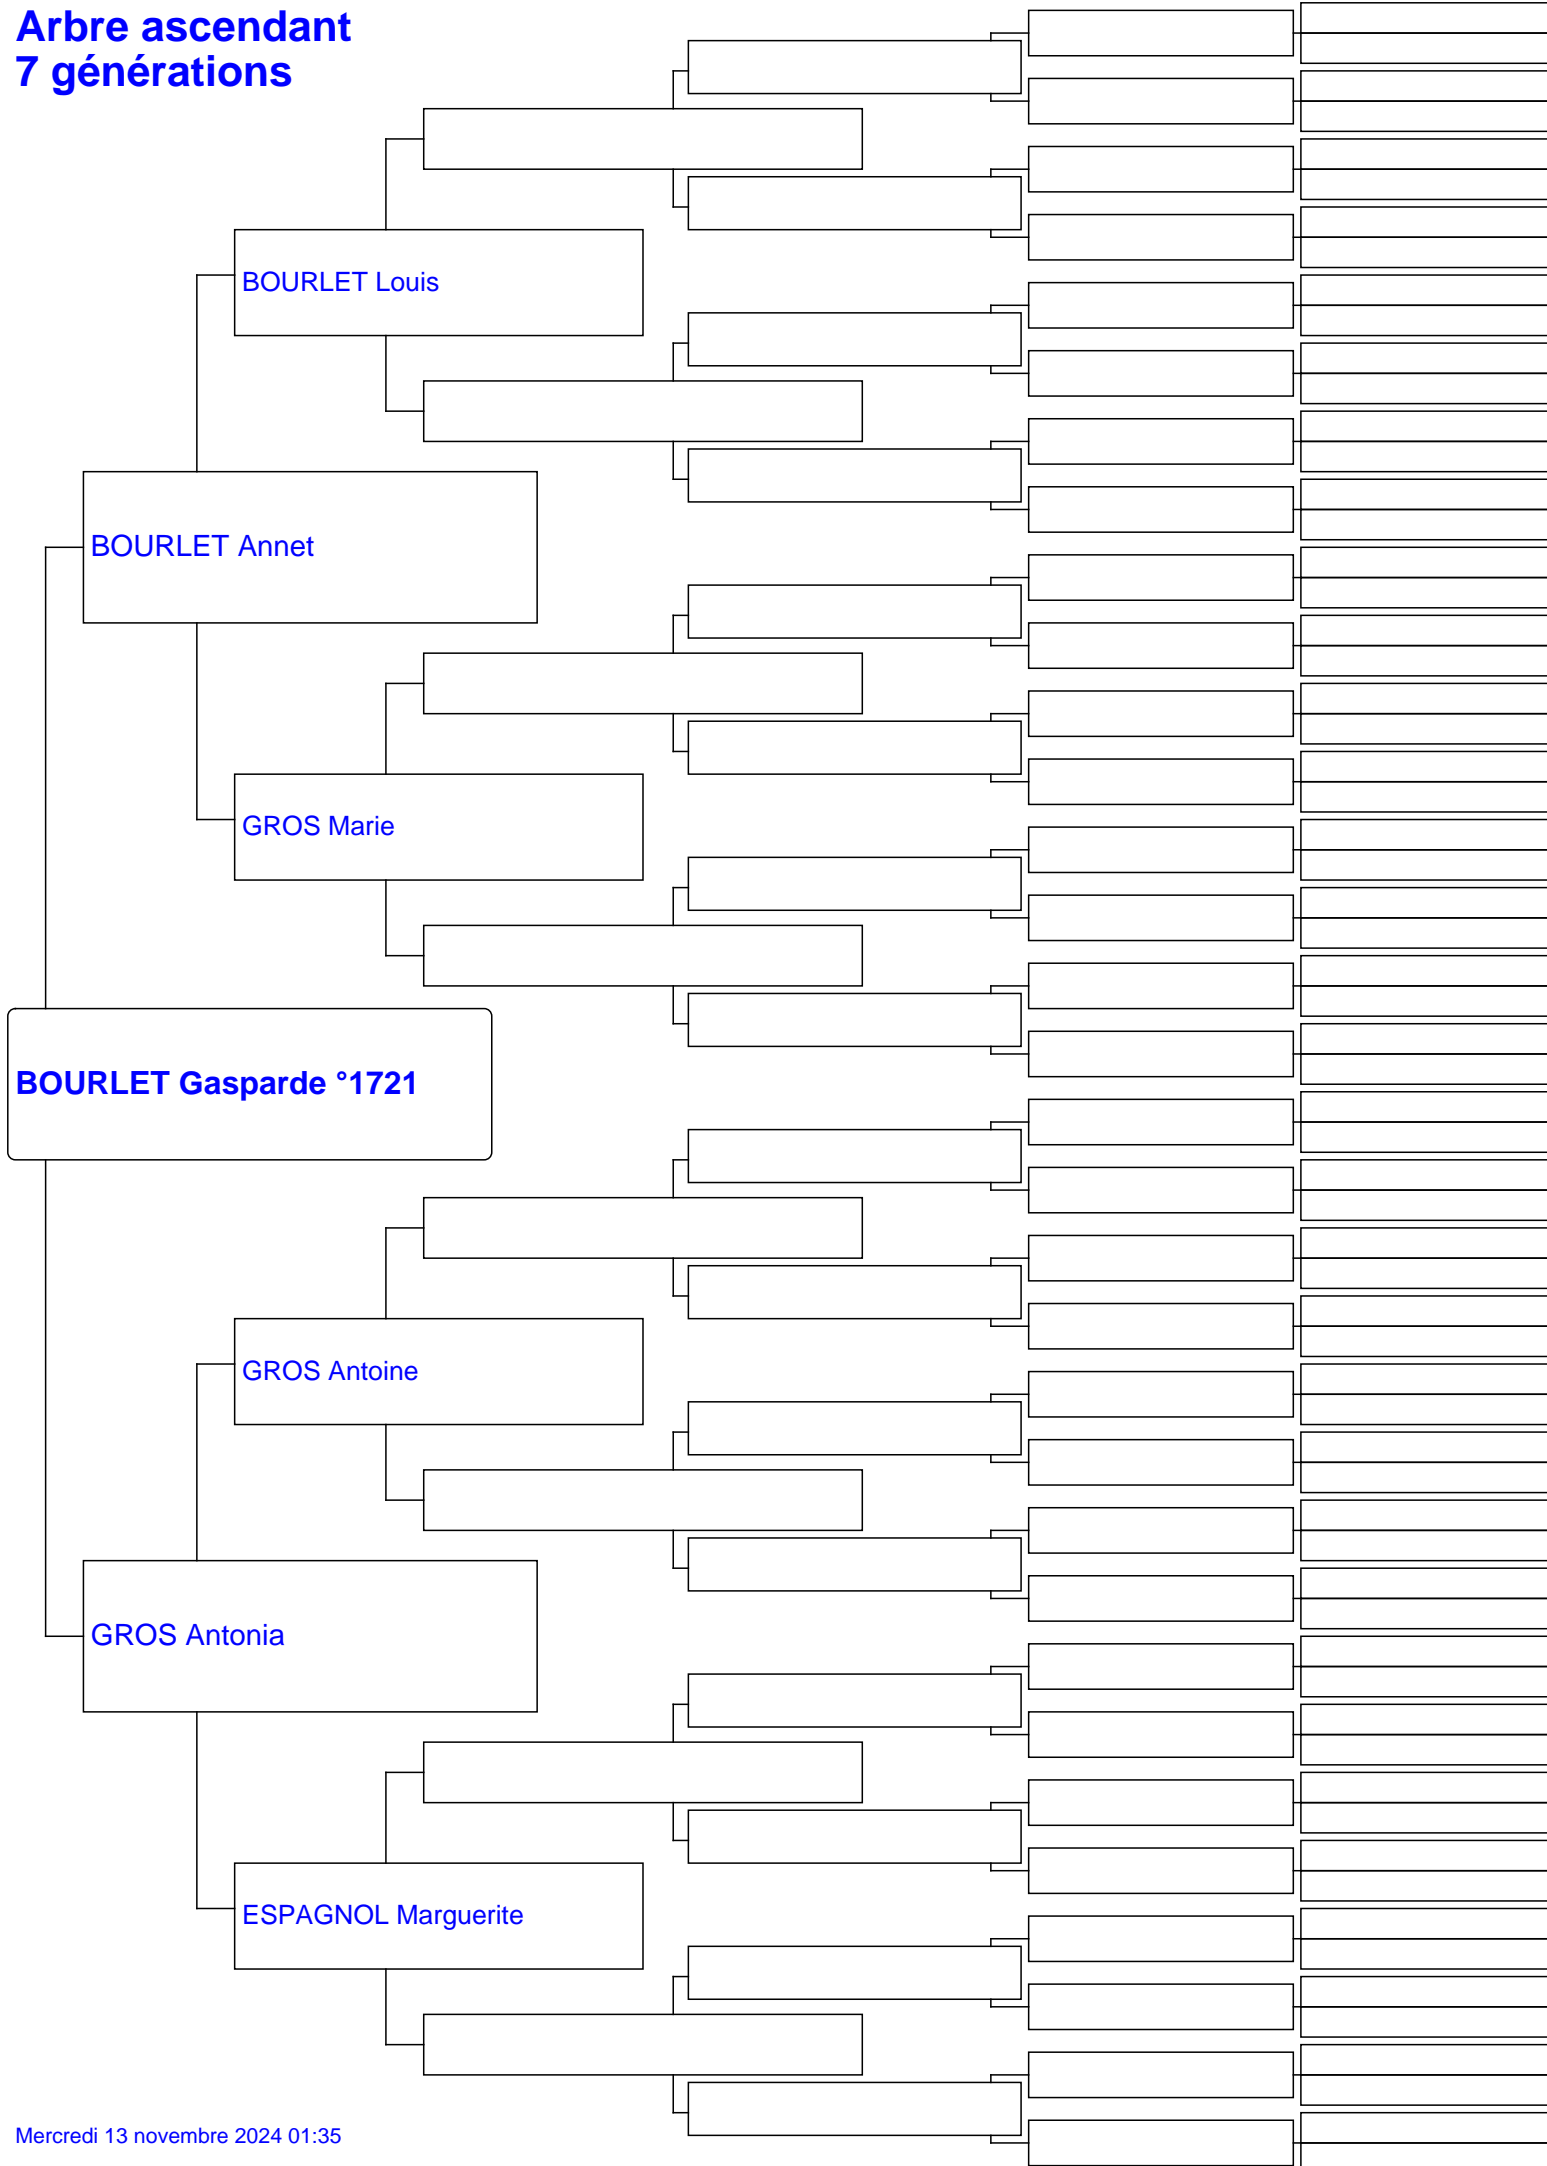 Arbre ascendant
7 générations
BOURLET Louis
BOURLET Annet
GROS Marie
BOURLET Gasparde °1721
GROS Antoine
GROS Antonia
ESPAGNOL Marguerite
Mercredi 13 novembre 2024 01:35